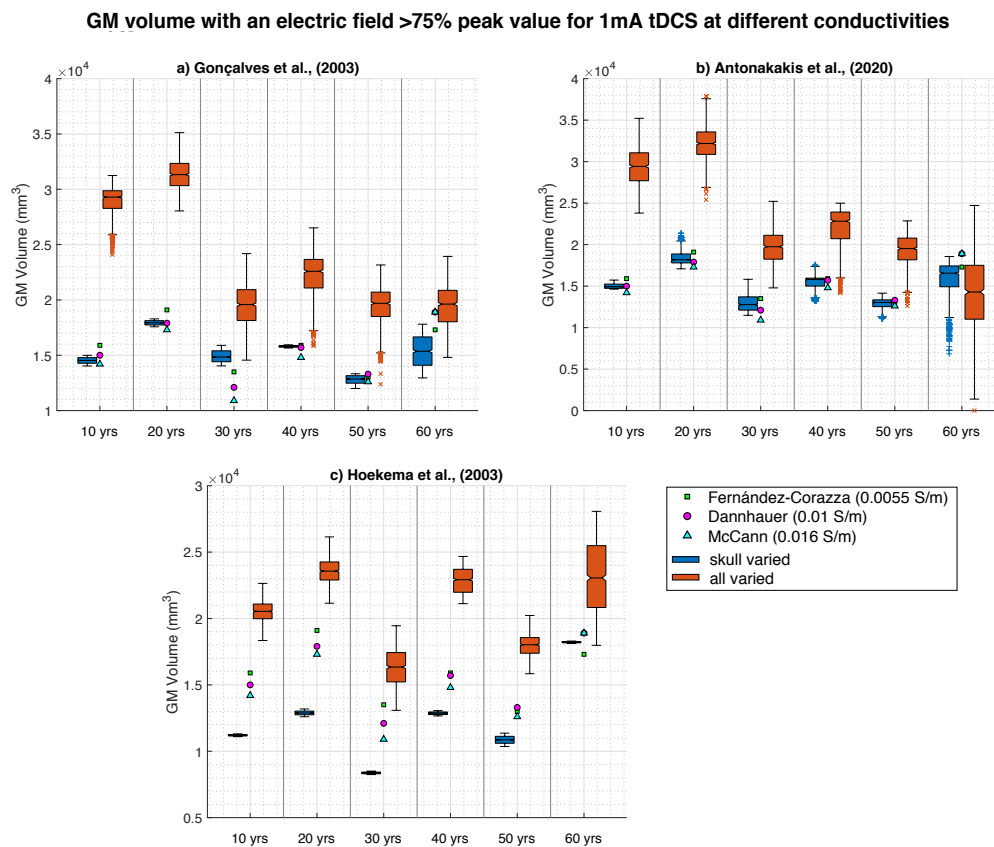 GM volume with an electric field >75% peak value for 1mA tDCS at different conductivities
a) Gonçalves et al., (2003)
×10⁴
GM Volume (mm³)
4
3.5
3
2.5
2
1.5
1
10 yrs 20 yrs 30 yrs 40 yrs 50 yrs 60 yrs
b) Antonakakis et al., (2020)
×10⁴
GM Volume (mm³)
4
3.5
3
2.5
2
1.5
1
0.5
0
10 yrs 20 yrs 30 yrs 40 yrs 50 yrs 60 yrs
c) Hoekema et al., (2003)
×10⁴
GM Volume (mm³)
3
2.5
2
1.5
1
0.5
10 yrs 20 yrs 30 yrs 40 yrs 50 yrs 60 yrs
Fernández-Corazza (0.0055 S/m)
Dannhauer (0.01 S/m)
McCann (0.016 S/m)
skull varied
all varied